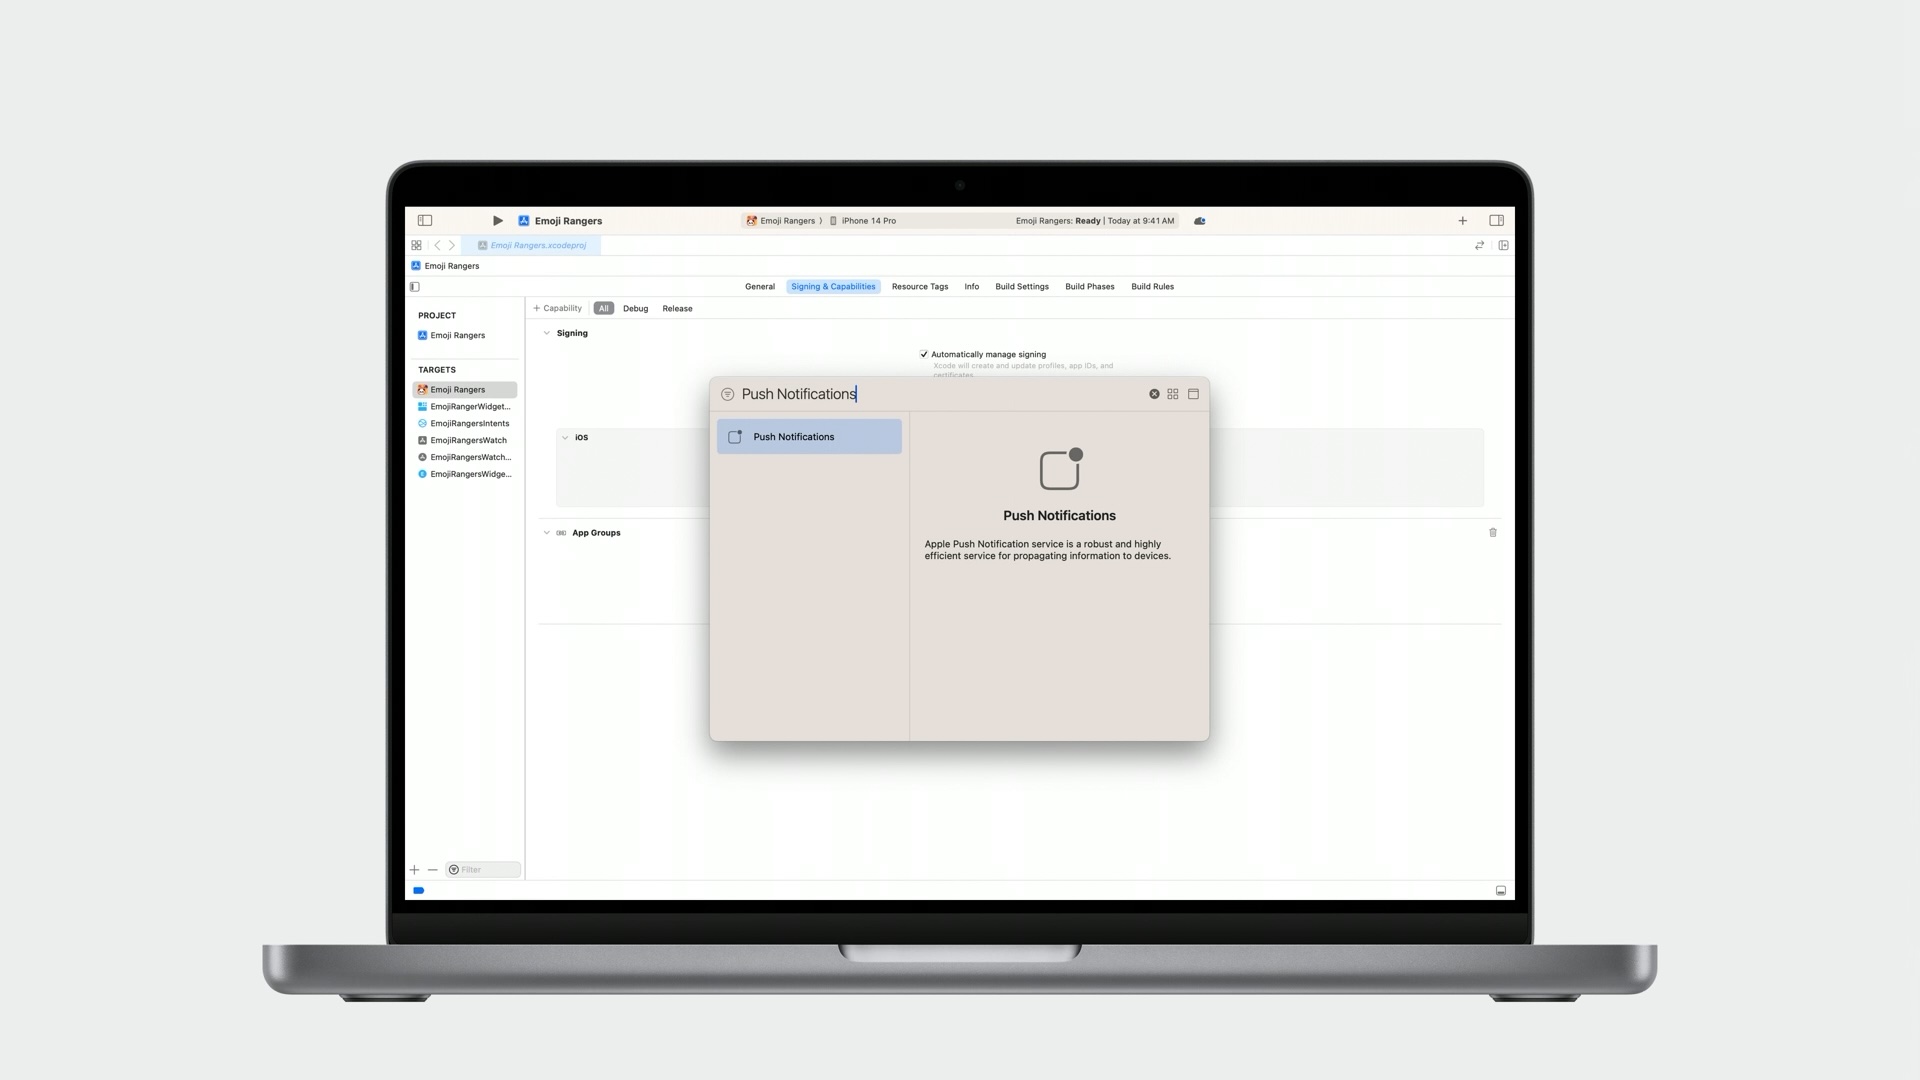 Emoji Rangers
Emoji Rangers 〉 iPhone 14 Pro
Emoji Rangers: Ready | Today at 9:41 AM
Emoji Rangers.xcodeproj
Emoji Rangers
General Signing & Capabilities Resource Tags Info Build Settings Build Phases Build Rules
PROJECT
Emoji Rangers
TARGETS
Emoji Rangers
EmojiRangerWidget...
EmojiRangersIntents
EmojiRangersWatch
EmojiRangersWatch...
EmojiRangersWidge...
Filter
+ Capability All Debug Release
Signing
Automatically manage signing
Xcode will create and update profiles, app IDs, and
certificates.
iOS
App Groups
Push Notifications
Push Notifications
Push Notifications
Apple Push Notification service is a robust and highly
efficient service for propagating information to devices.